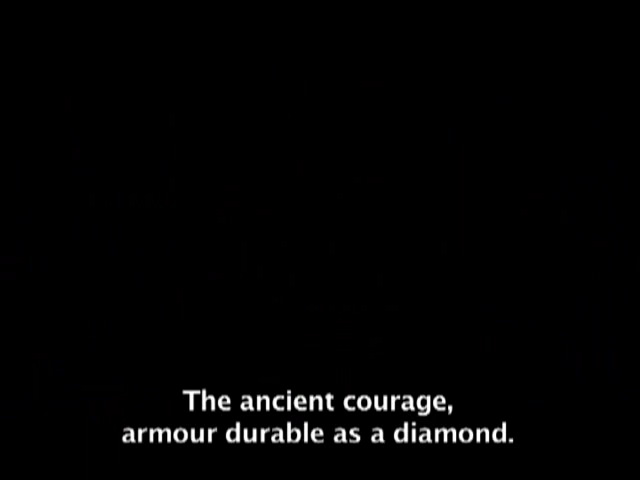 The ancient courage,
armour durable as a diamond.